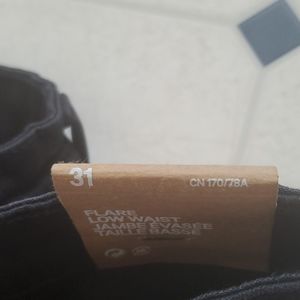 31 CN 170/78A
FLARE
LOW WAIST
JAMBE ÉVASÉE
TAILLE BASSE